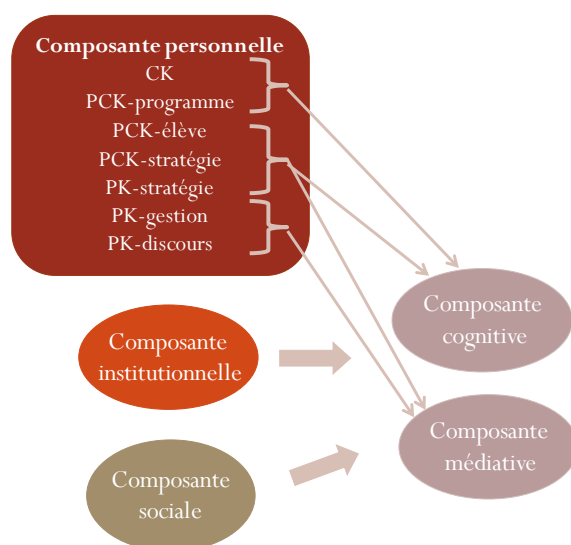 Composante personnelle
CK
PCK-programme
PCK-élève
PCK-stratégie
PK-stratégie
PK-gestion
PK-discours
Composante
cognitive
Composante
institutionnelle
Composante
médiative
Composante
sociale